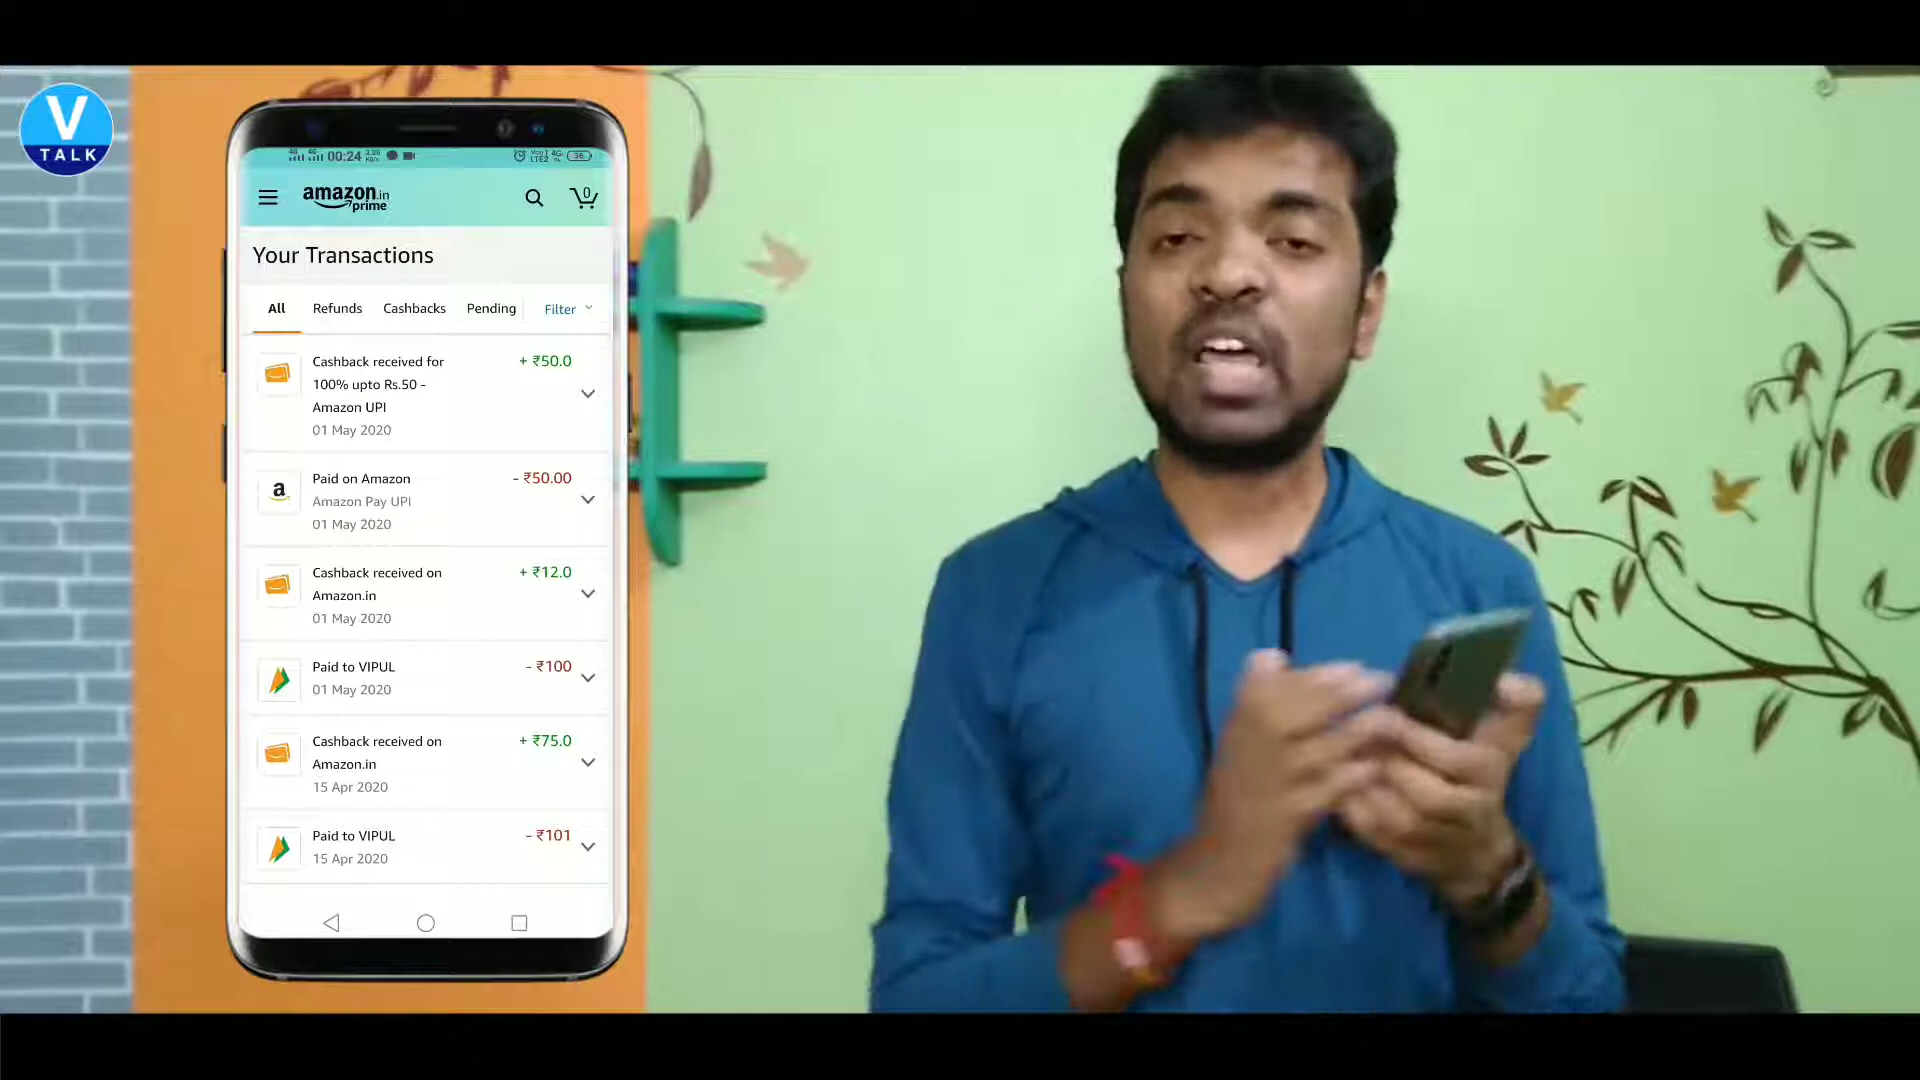 V
TALK
00:24
36
amazon.in
prime
0
Your Transactions
All Refunds Cashbacks Pending Filter
Cashback received for + ₹50.0
100% upto Rs.50 -
Amazon UPI
01 May 2020
a
Paid on Amazon - ₹50.00
Amazon Pay UPI
01 May 2020
Cashback received on + ₹12.0
Amazon.in
01 May 2020
Paid to VIPUL - ₹100
01 May 2020
Cashback received on + ₹75.0
Amazon.in
15 Apr 2020
Paid to VIPUL - ₹101
15 Apr 2020